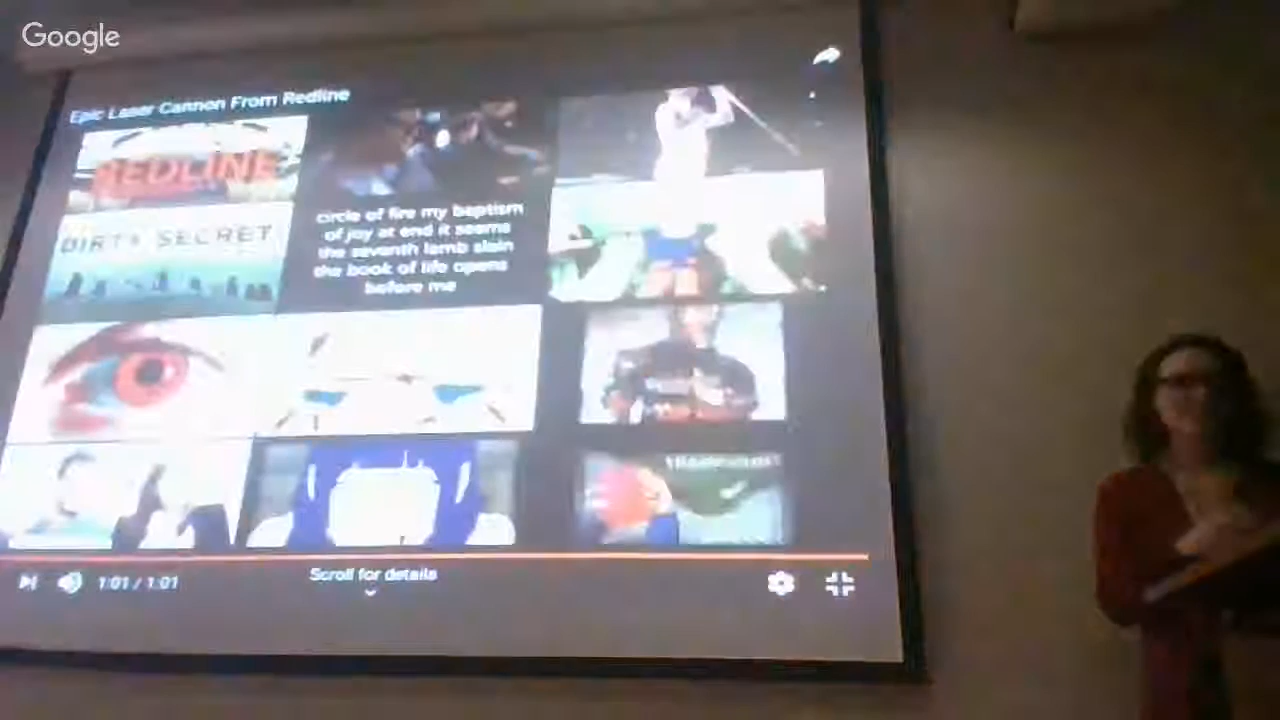 Google
Epic Laser Cannon From Redline
REDLINE
DIRTY SECRET
circle of fire my baptism
of joy at end it seems
the seventh lamb slain
the book of life opens
before me
1:01 / 1:01
Scroll for details